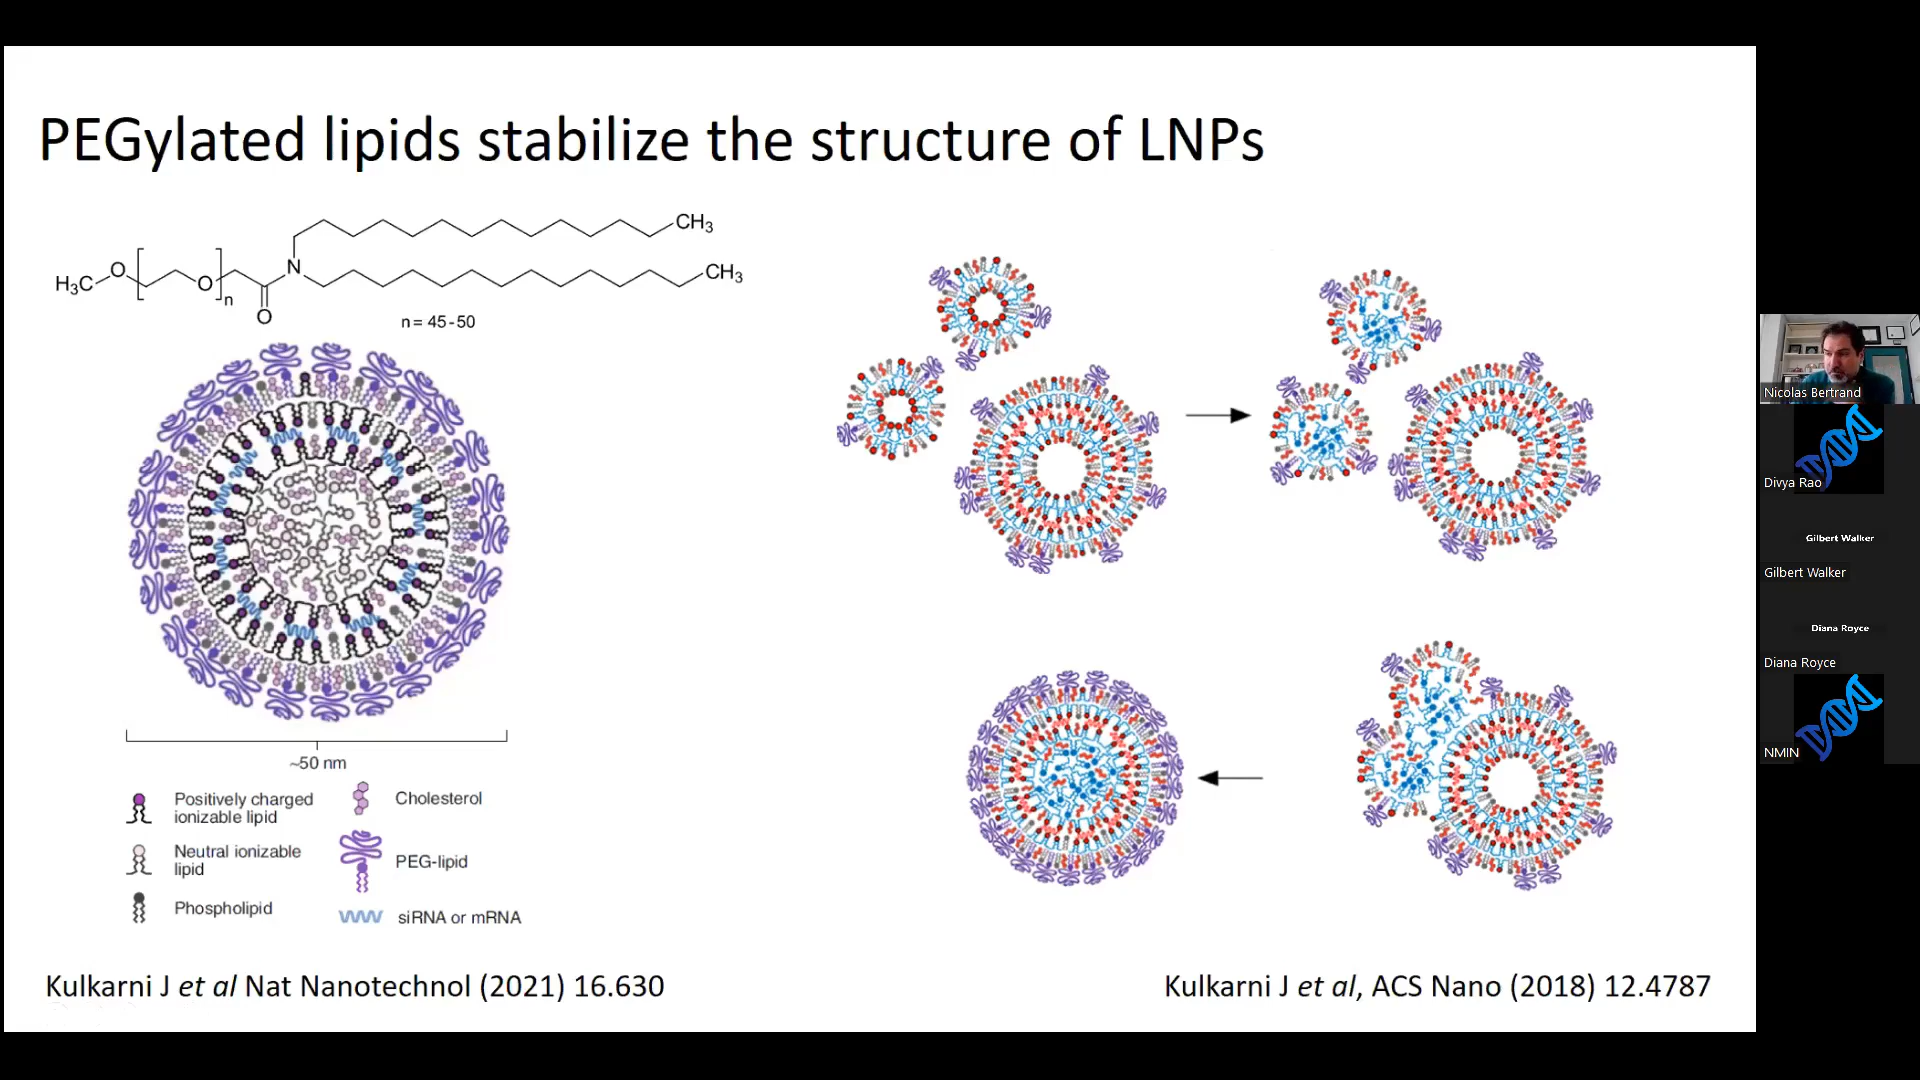 PEGylated lipids stabilize the structure of LNPs
CH3
H3C O O n O N CH3
n = 45-50
~50 nm
Positively charged
ionizable lipid
Cholesterol
Neutral ionizable
lipid
PEG-lipid
Phospholipid
siRNA or mRNA
Kulkarni J et al Nat Nanotechnol (2021) 16.630
Kulkarni J et al, ACS Nano (2018) 12.4787
Nicolas Bertrand
Divya Rao
Gilbert Walker
Gilbert Walker
Diana Royce
Diana Royce
NMIN